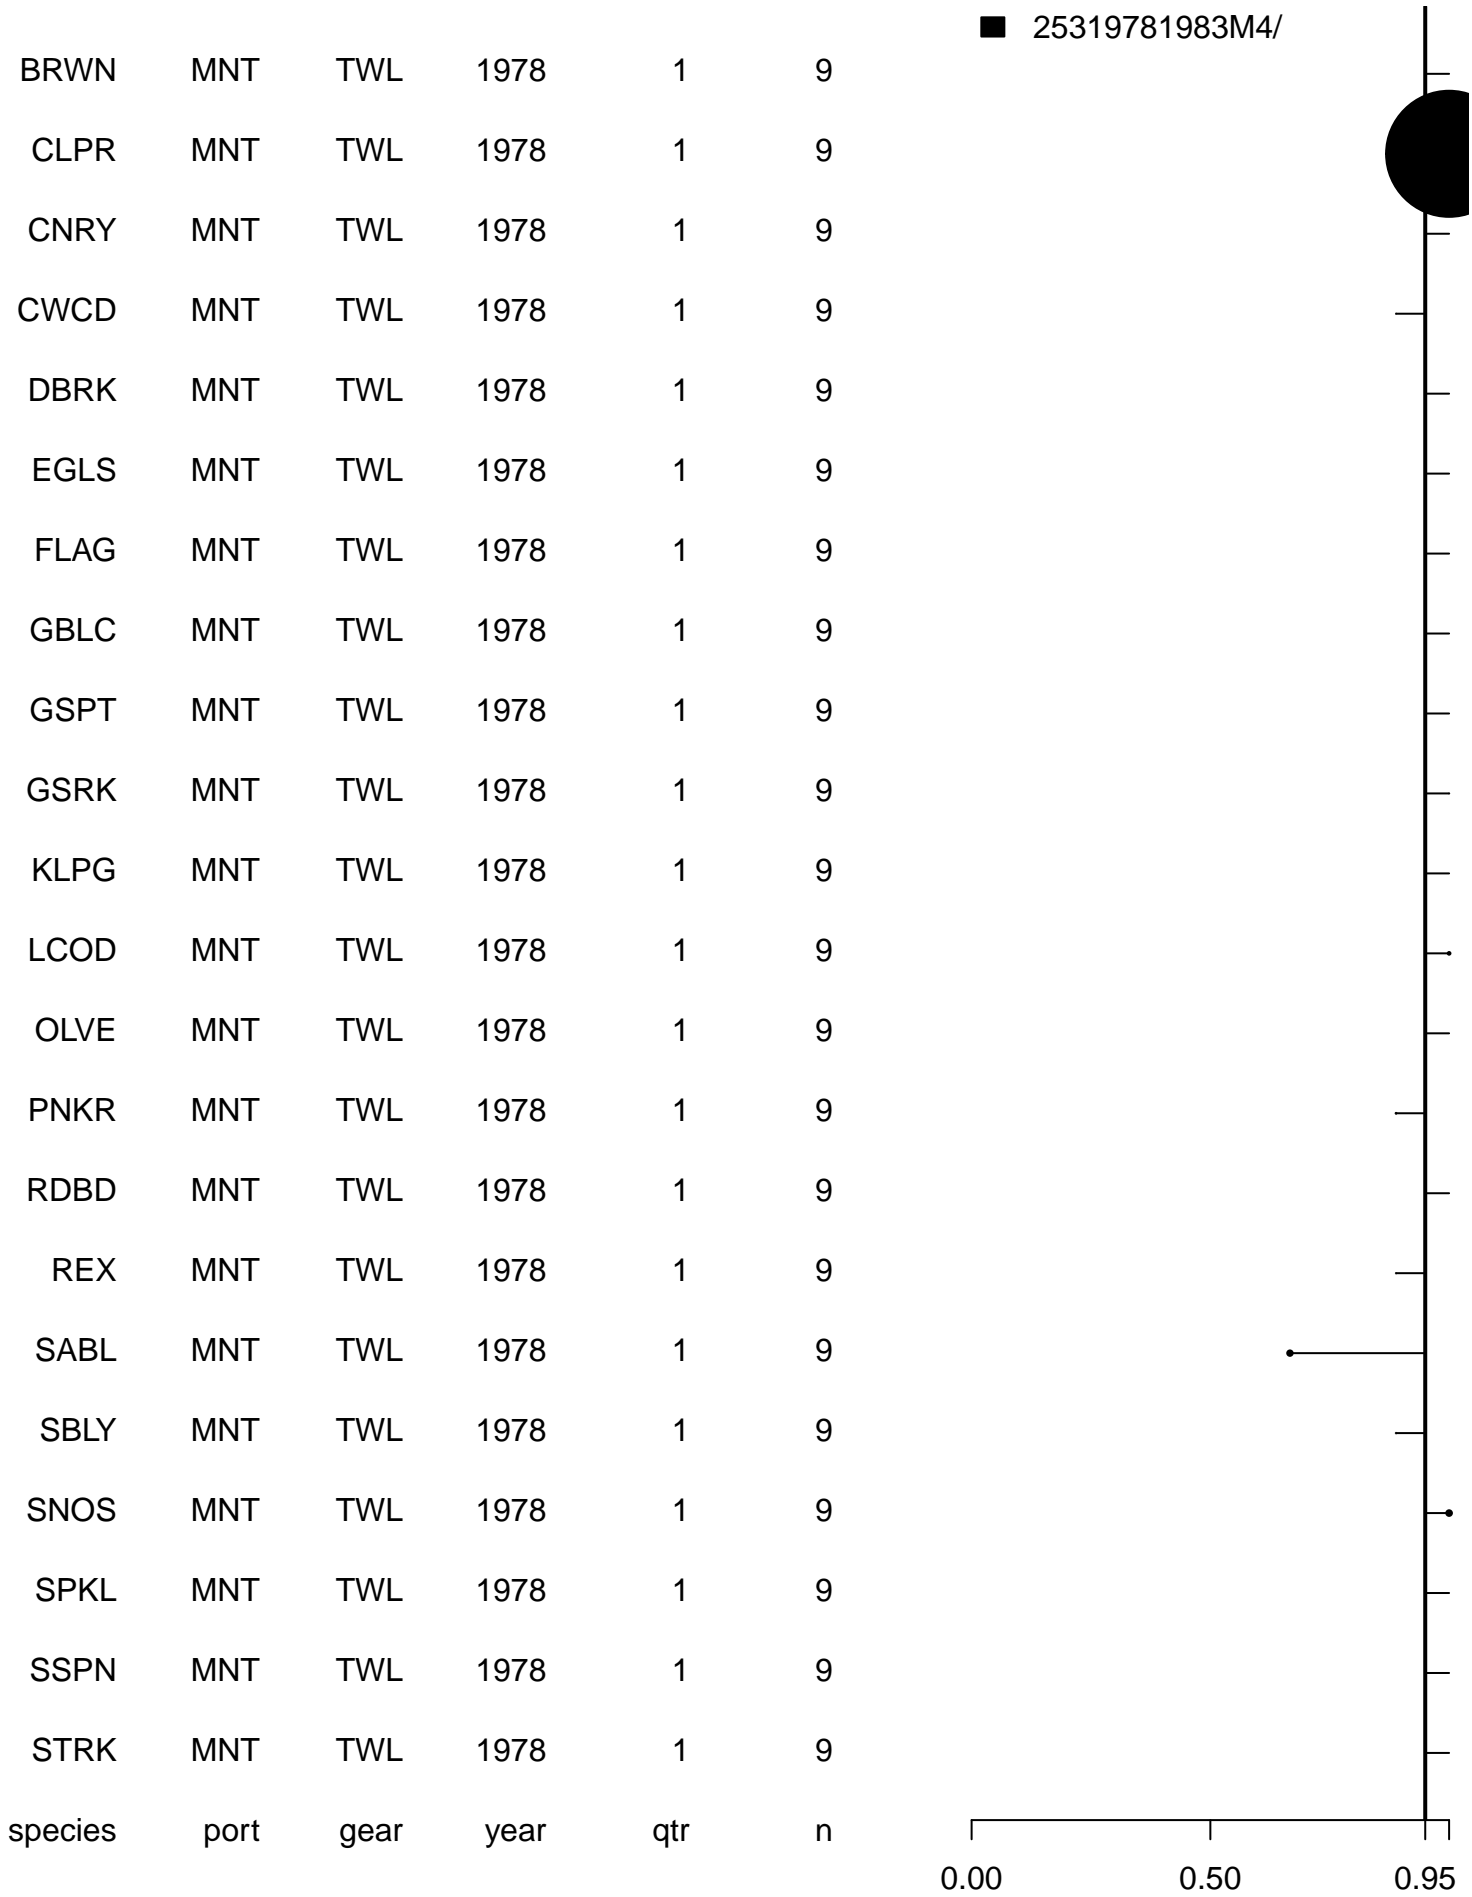 25319781983M4/
BRWN MNT TWL 1978 1 9
CLPR MNT TWL 1978 1 9
CNRY MNT TWL 1978 1 9
CWCD MNT TWL 1978 1 9
DBRK MNT TWL 1978 1 9
EGLS MNT TWL 1978 1 9
FLAG MNT TWL 1978 1 9
GBLC MNT TWL 1978 1 9
GSPT MNT TWL 1978 1 9
GSRK MNT TWL 1978 1 9
KLPG MNT TWL 1978 1 9
LCOD MNT TWL 1978 1 9
OLVE MNT TWL 1978 1 9
PNKR MNT TWL 1978 1 9
RDBD MNT TWL 1978 1 9
REX MNT TWL 1978 1 9
SABL MNT TWL 1978 1 9
SBLY MNT TWL 1978 1 9
SNOS MNT TWL 1978 1 9
SPKL MNT TWL 1978 1 9
SSPN MNT TWL 1978 1 9
STRK MNT TWL 1978 1 9
species port gear year qtr n
0.00 0.50 0.95